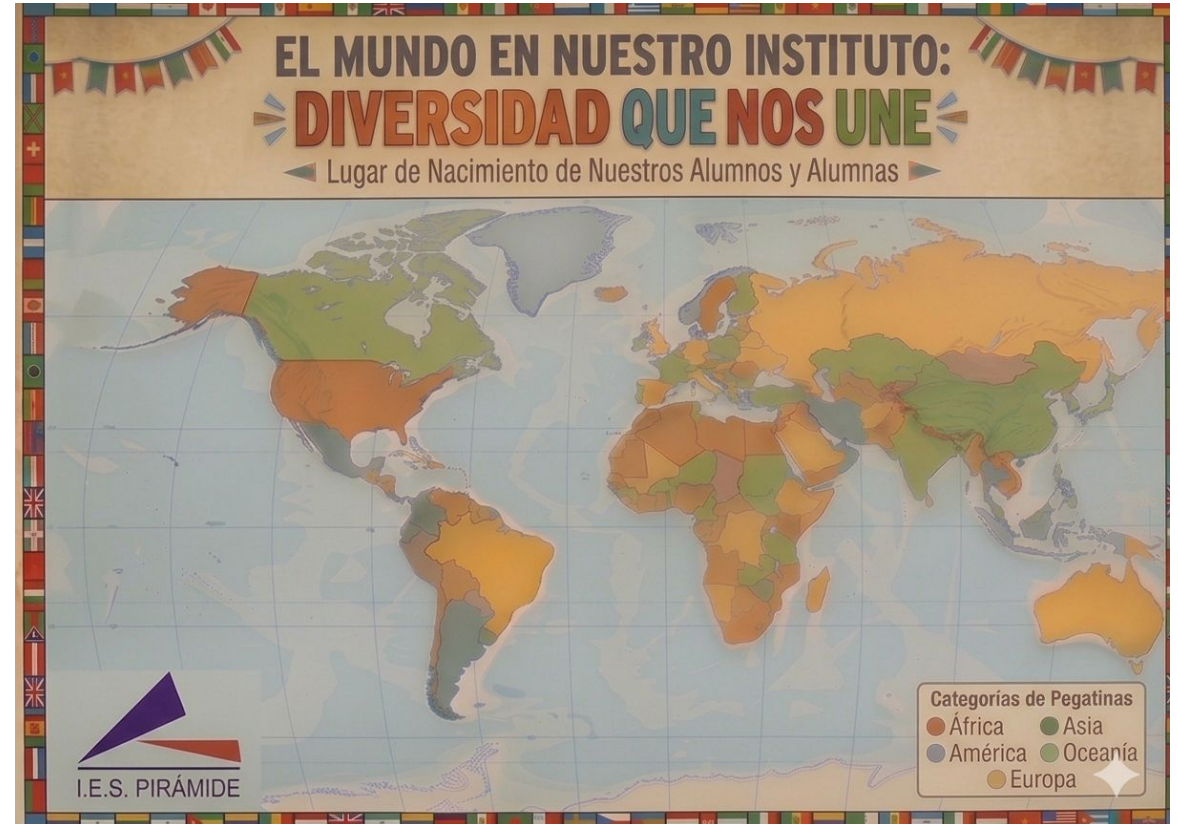 EL MUNDO EN NUESTRO INSTITUTO:
DIVERSIDAD QUE NOS UNE
Lugar de Nacimiento de Nuestros Alumnos y Alumnas
I.E.S. PIRÁMIDE
Categorías de Pegatinas
África
Asia
América
Oceanía
Europa